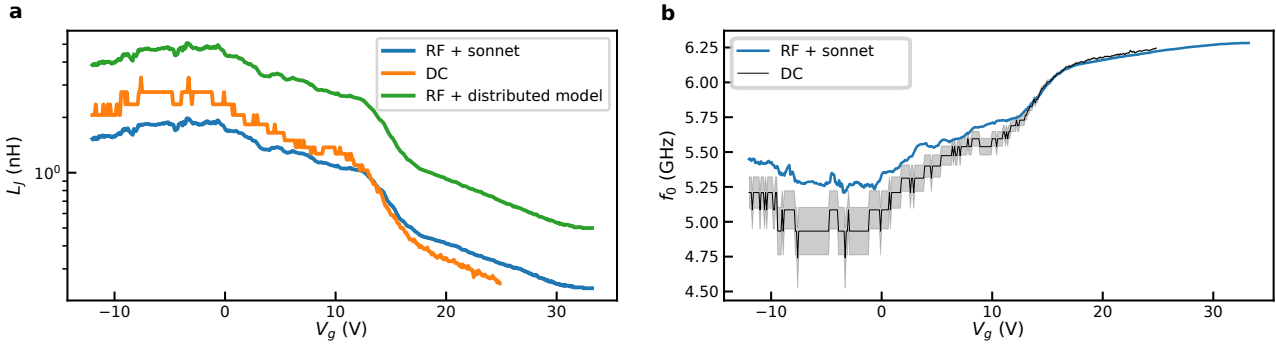 a
L_J (nH)
10⁰
RF + sonnet
DC
RF + distributed model
−10 0 10 20 30
V_g (V)
b
f_0 (GHz)
6.25
6.00
5.75
5.50
5.25
5.00
4.75
4.50
RF + sonnet
DC
−10 0 10 20 30
V_g (V)